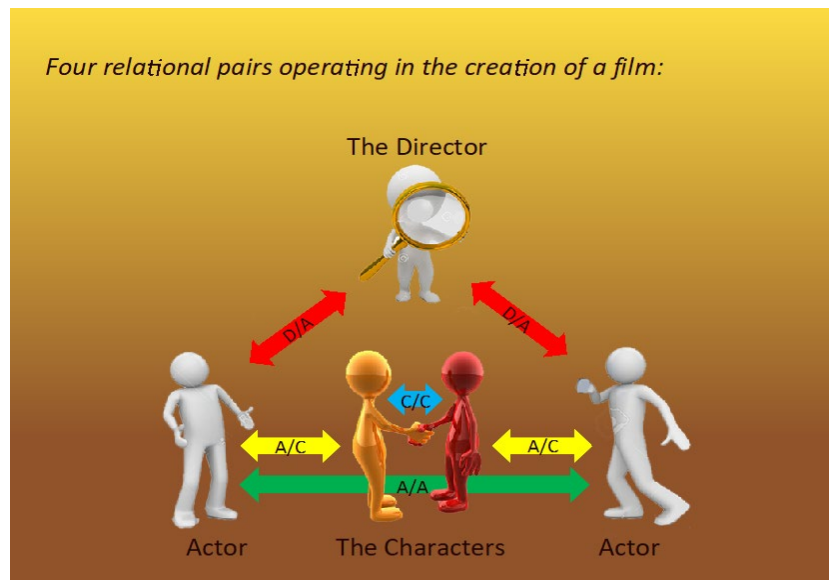 Four relational pairs operating in the creation of a film:
The Director
D/A
D/A
C/C
A/C
A/C
A/A
Actor
The Characters
Actor